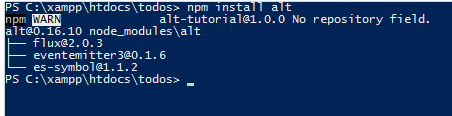 PS C:\xampp\htdocs\todos> npm install alt
npm WARN alt-tutorial@1.0.0 No repository field.
alt@0.16.10 node_modules\alt
├── flux@2.0.3
├── eventemitter3@0.1.6
└── es-symbol@1.1.2
PS C:\xampp\htdocs\todos> _